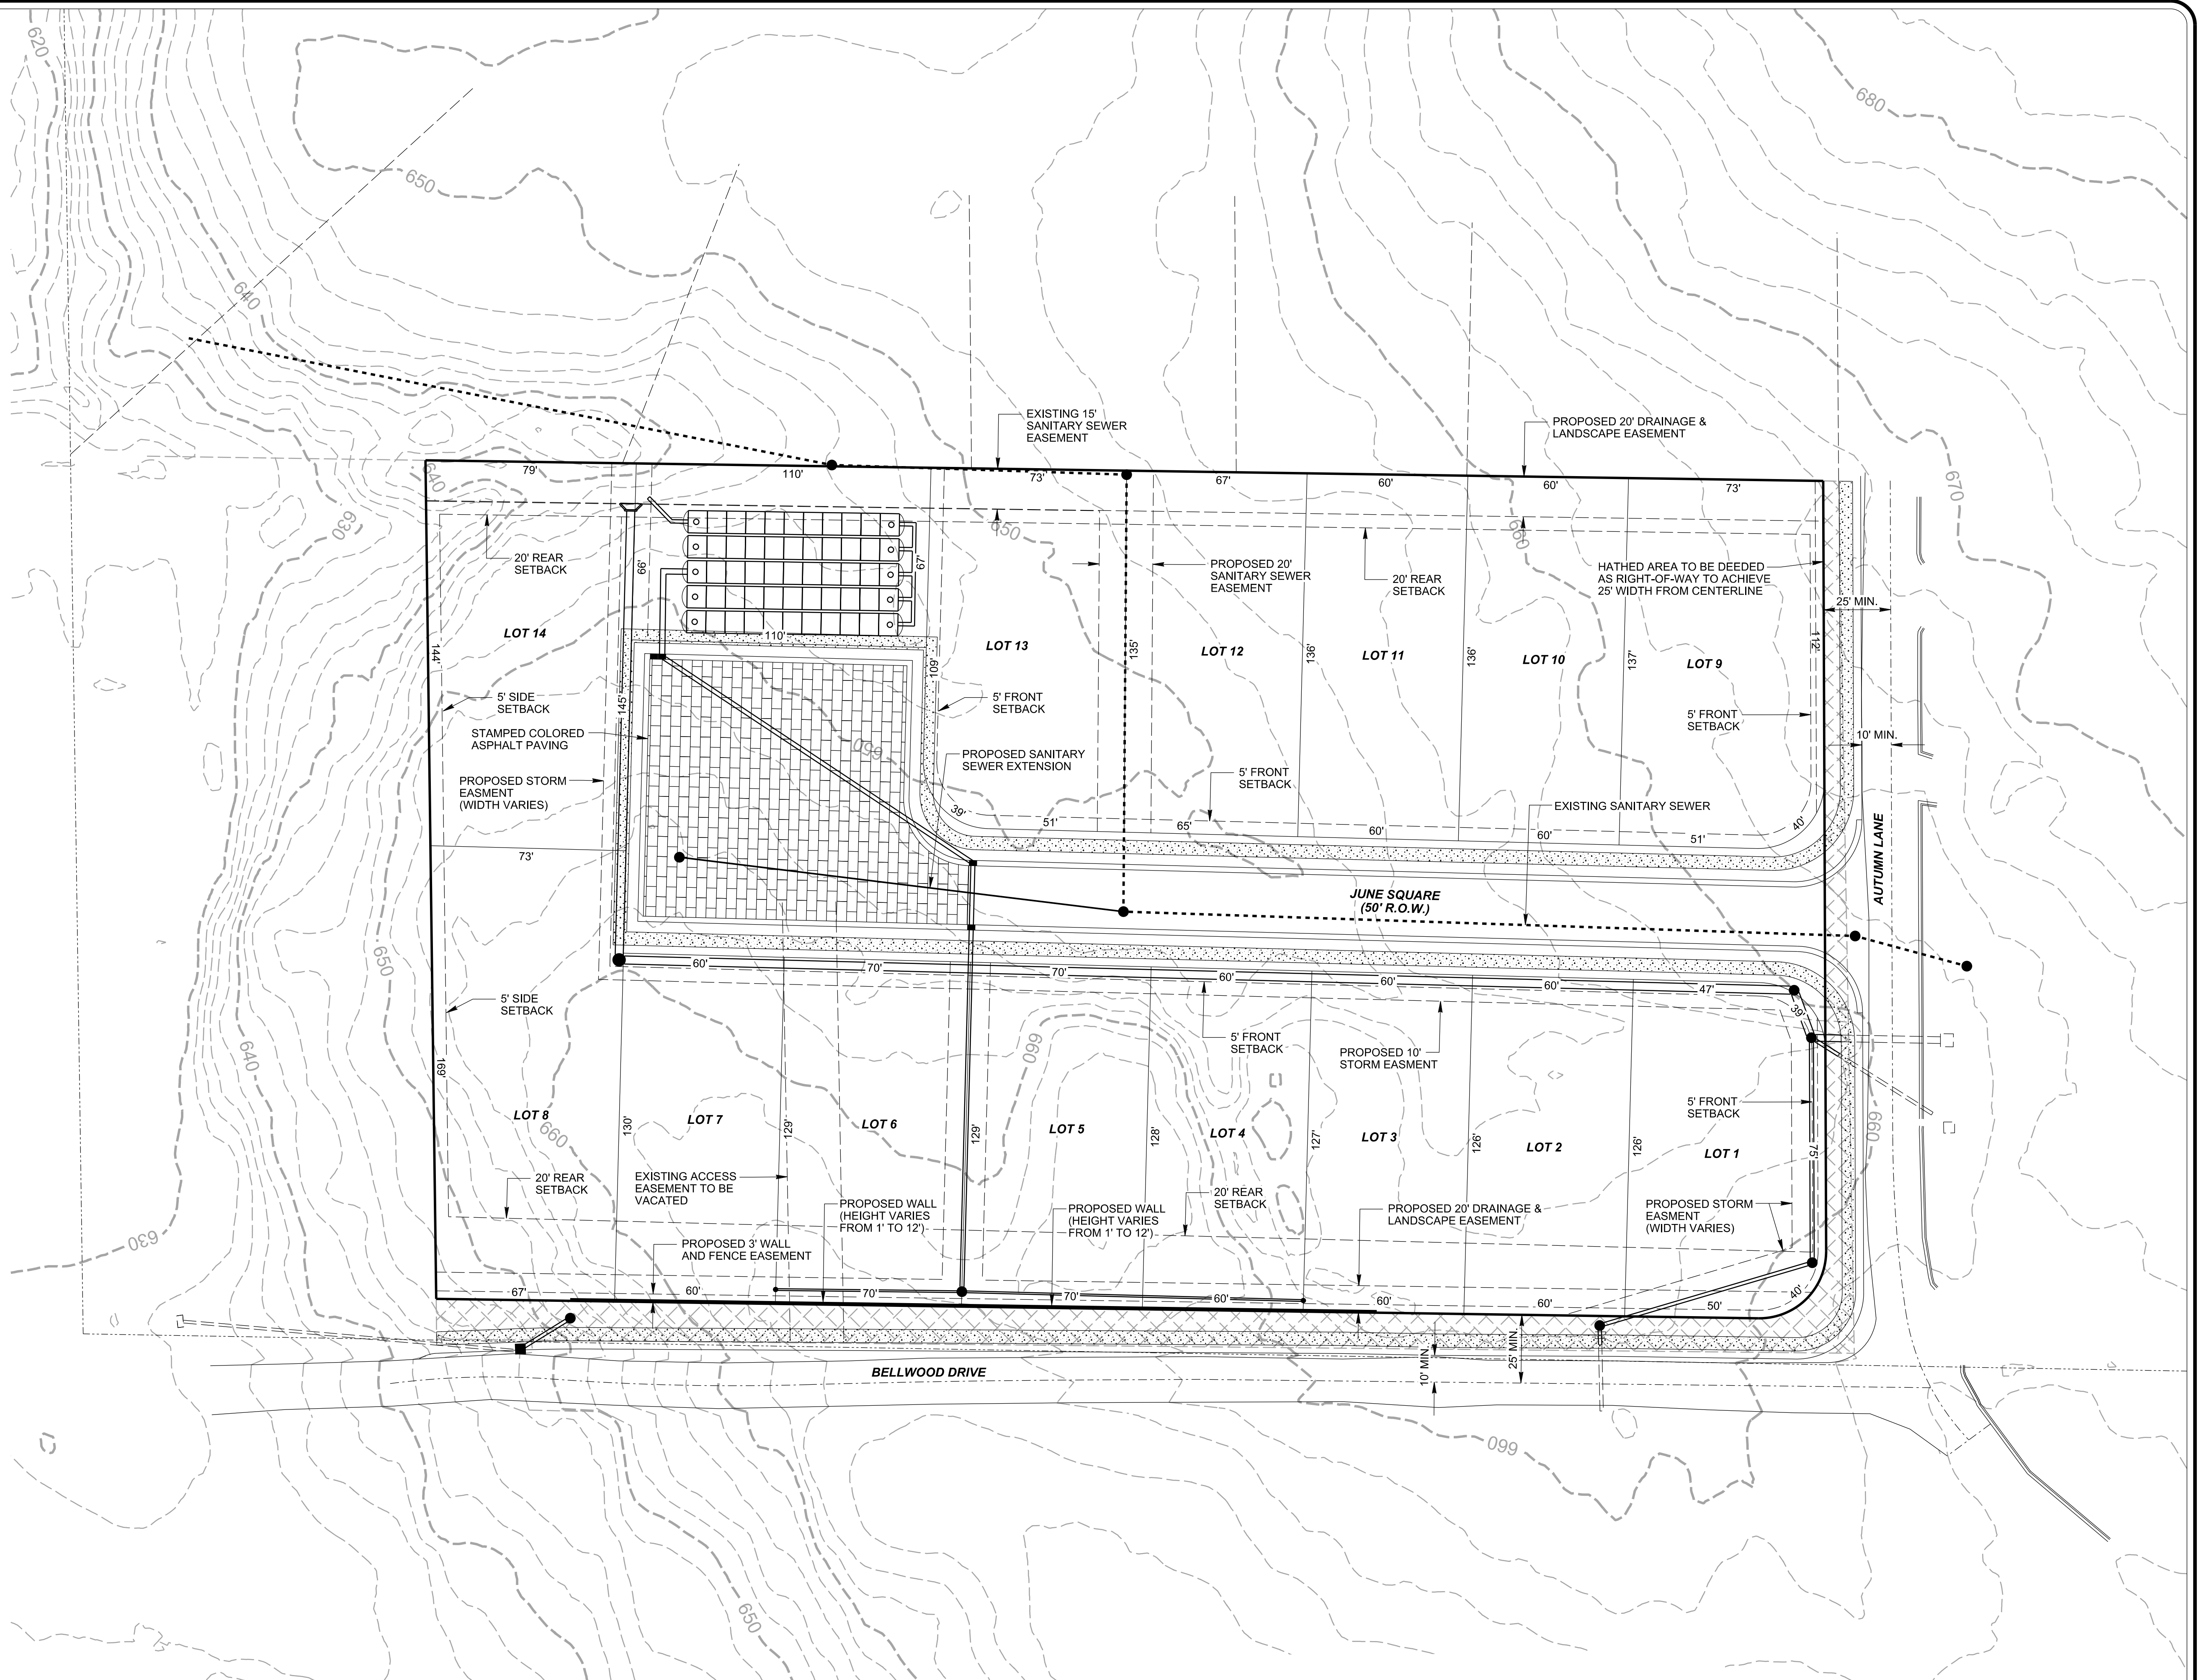 620
680
650
640
670
EXISTING 15'
SANITARY SEWER
EASEMENT
PROPOSED 20' DRAINAGE &
LANDSCAPE EASEMENT
79'
110'
73'
67'
60'
60'
73'
640
630
650
660
20' REAR
SETBACK
66'
67'
PROPOSED 20'
SANITARY SEWER
EASEMENT
20' REAR
SETBACK
HATHED AREA TO BE DEEDED
AS RIGHT-OF-WAY TO ACHIEVE
25' WIDTH FROM CENTERLINE
25' MIN.
LOT 14
110'
LOT 13
LOT 12
LOT 11
LOT 10
LOT 9
144'
145'
109'
135'
136'
136'
137'
112'
5' SIDE
SETBACK
5' FRONT
SETBACK
5' FRONT
SETBACK
STAMPED COLORED
ASPHALT PAVING
660
PROPOSED SANITARY
SEWER EXTENSION
10' MIN.
PROPOSED STORM
EASMENT
(WIDTH VARIES)
5' FRONT
SETBACK
EXISTING SANITARY SEWER
39'
51'
65'
60'
60'
51'
40'
73'
AUTUMN LANE
JUNE SQUARE
(50' R.O.W.)
650
60'
70'
70'
60'
60'
60'
47'
39'
5' SIDE
SETBACK
640
169'
660
5' FRONT
SETBACK
PROPOSED 10'
STORM EASMENT
5' FRONT
SETBACK
660
LOT 8
660
LOT 7
LOT 6
LOT 5
LOT 4
LOT 3
LOT 2
LOT 1
130'
129'
129'
128'
127'
126'
126'
75'
20' REAR
SETBACK
EXISTING ACCESS
EASEMENT TO BE
VACATED
PROPOSED WALL
(HEIGHT VARIES
FROM 1' TO 12')
PROPOSED WALL
(HEIGHT VARIES
FROM 1' TO 12')
20' REAR
SETBACK
PROPOSED 20' DRAINAGE &
LANDSCAPE EASEMENT
PROPOSED STORM
EASMENT
(WIDTH VARIES)
630
PROPOSED 3' WALL
AND FENCE EASEMENT
67'
60'
70'
70'
60'
60'
60'
50'
40'
10' MIN.
25' MIN.
BELLWOOD DRIVE
660
650